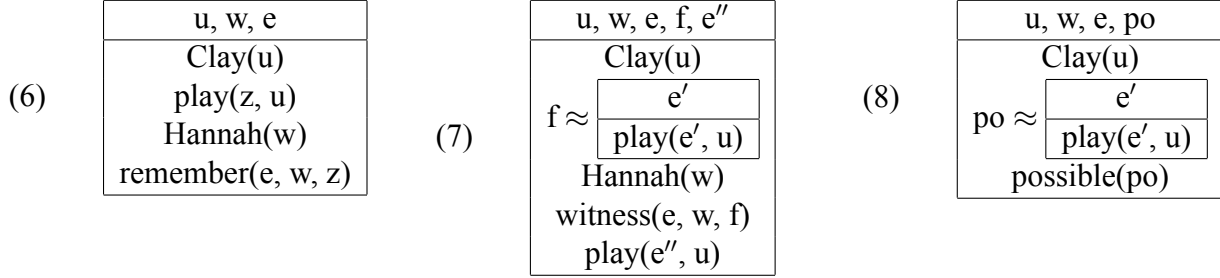 (6)
u, w, e
Clay(u)
play(z, u)
Hannah(w)
remember(e, w, z)
(7)
u, w, e, f, e″
Clay(u)
f ≈
e′
play(e′, u)
Hannah(w)
witness(e, w, f)
play(e″, u)
(8)
u, w, e, po
Clay(u)
po ≈
e′
play(e′, u)
possible(po)